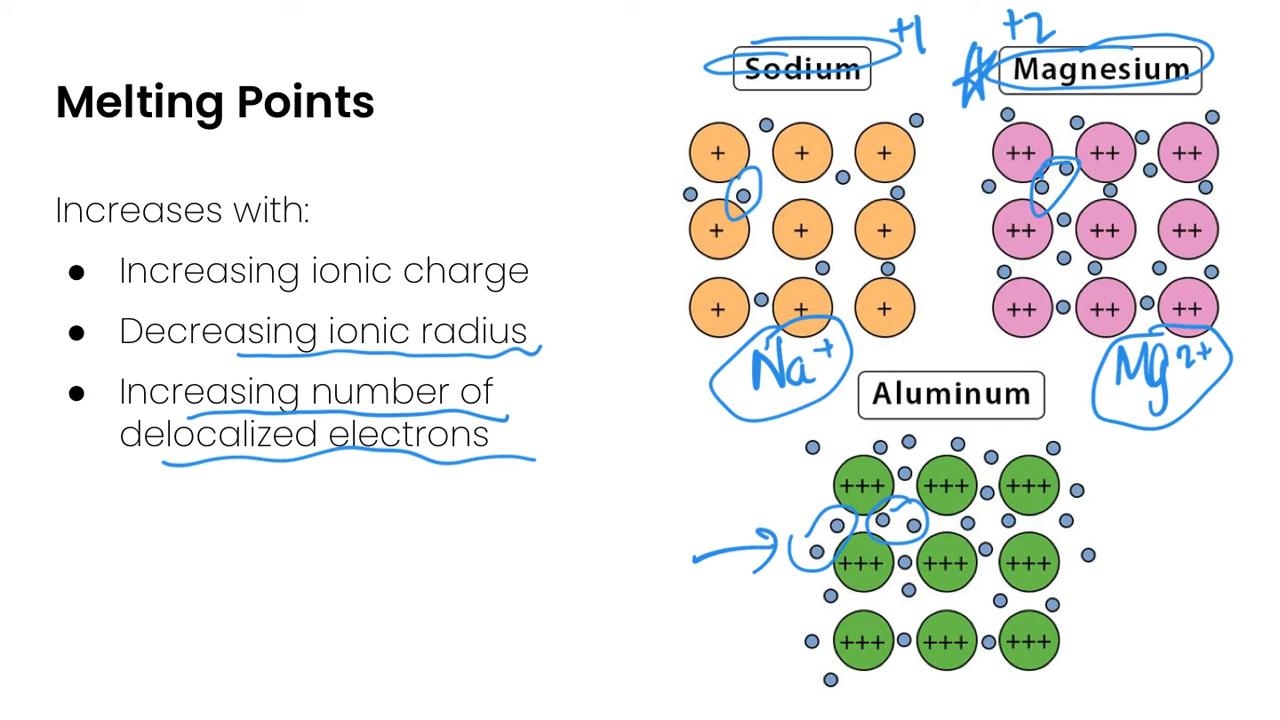 Melting Points
Increases with:
● Increasing ionic charge
● Decreasing ionic radius
● Increasing number of
delocalized electrons
+1
Sodium
+ + +
+ + +
+ + +
Na+
+2
Magnesium
++ ++ ++
++ ++ ++
++ ++ ++
Mg2+
Aluminum
+++ +++ +++
+++ +++ +++
+++ +++ +++